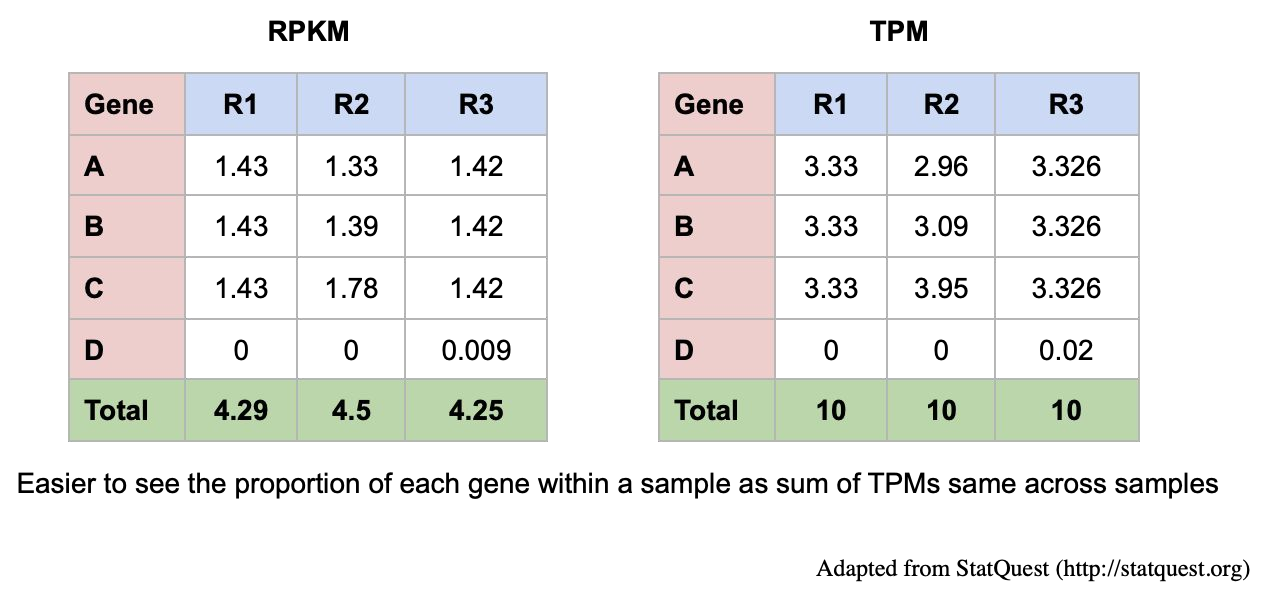 RPKM
Gene R1 R2 R3
A 1.43 1.33 1.42
B 1.43 1.39 1.42
C 1.43 1.78 1.42
D 0 0 0.009
Total 4.29 4.5 4.25
TPM
Gene R1 R2 R3
A 3.33 2.96 3.326
B 3.33 3.09 3.326
C 3.33 3.95 3.326
D 0 0 0.02
Total 10 10 10
Easier to see the proportion of each gene within a sample as sum of TPMs same across samples
Adapted from StatQuest (http://statquest.org)